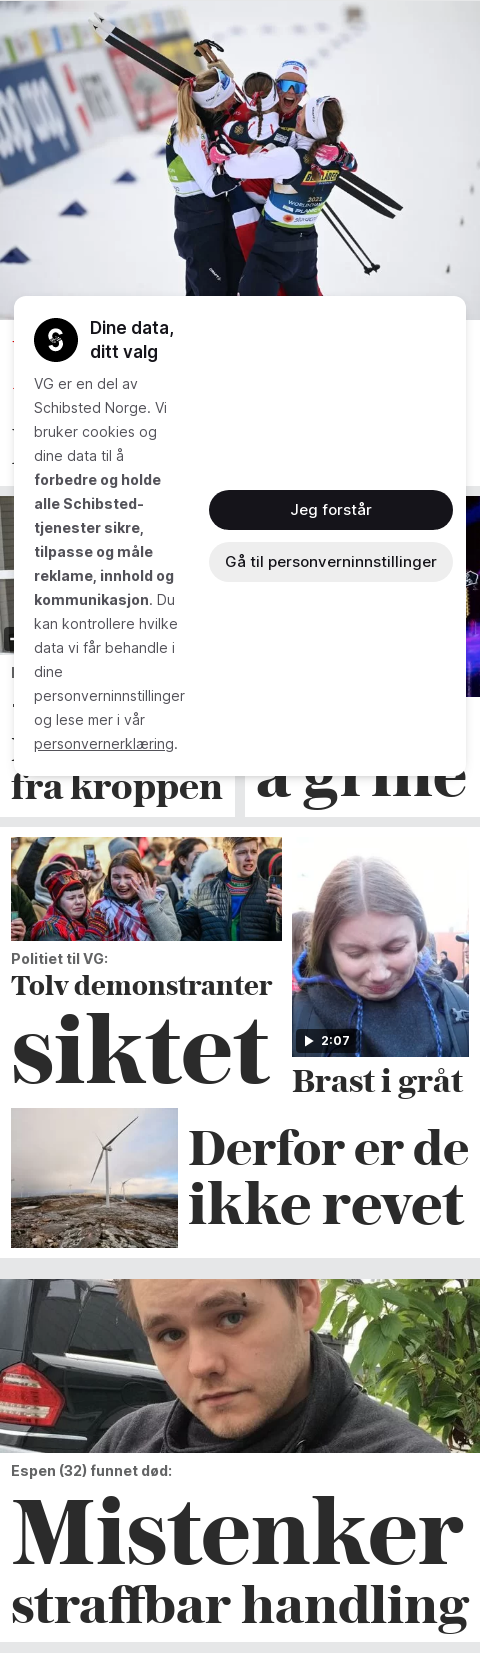 Dine data,
ditt valg
VG er en del av
Schibsted Norge. Vi
bruker cookies og
dine data til å
forbedre og holde
alle Schibsted-
tjenester sikre,
tilpasse og måle
reklame, innhold og
kommunikasjon. Du
kan kontrollere hvilke
data vi får behandle i
dine
personverninnstillinger
og lese mer i vår
personvernerklæring.
Jeg forstår
Gå til personverninnstillinger
fra kroppen
å grine
Politiet til VG:
Tolv demonstranter
siktet
2:07
Brast i gråt
Derfor er de
ikke revet
Espen (32) funnet død:
Mistenker
straffbar handling